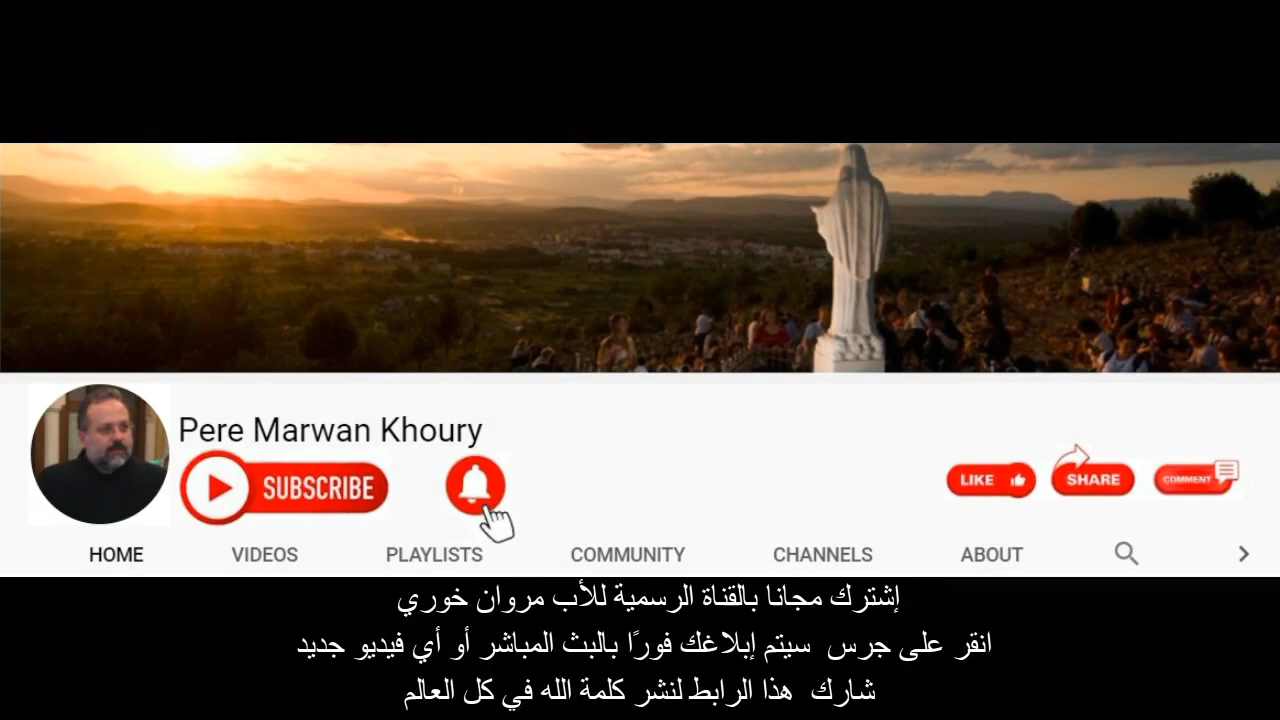 Pere Marwan Khoury
SUBSCRIBE
LIKE
SHARE
COMMENT
HOME VIDEOS PLAYLISTS COMMUNITY CHANNELS ABOUT
إشترك مجانا بالقناة الرسمية للأب مروان خوري
انقر على جرس سيتم إبلاغك فورًا بالبث المباشر أو أي فيديو جديد
شارك هذا الرابط لنشر كلمة الله في كل العالم